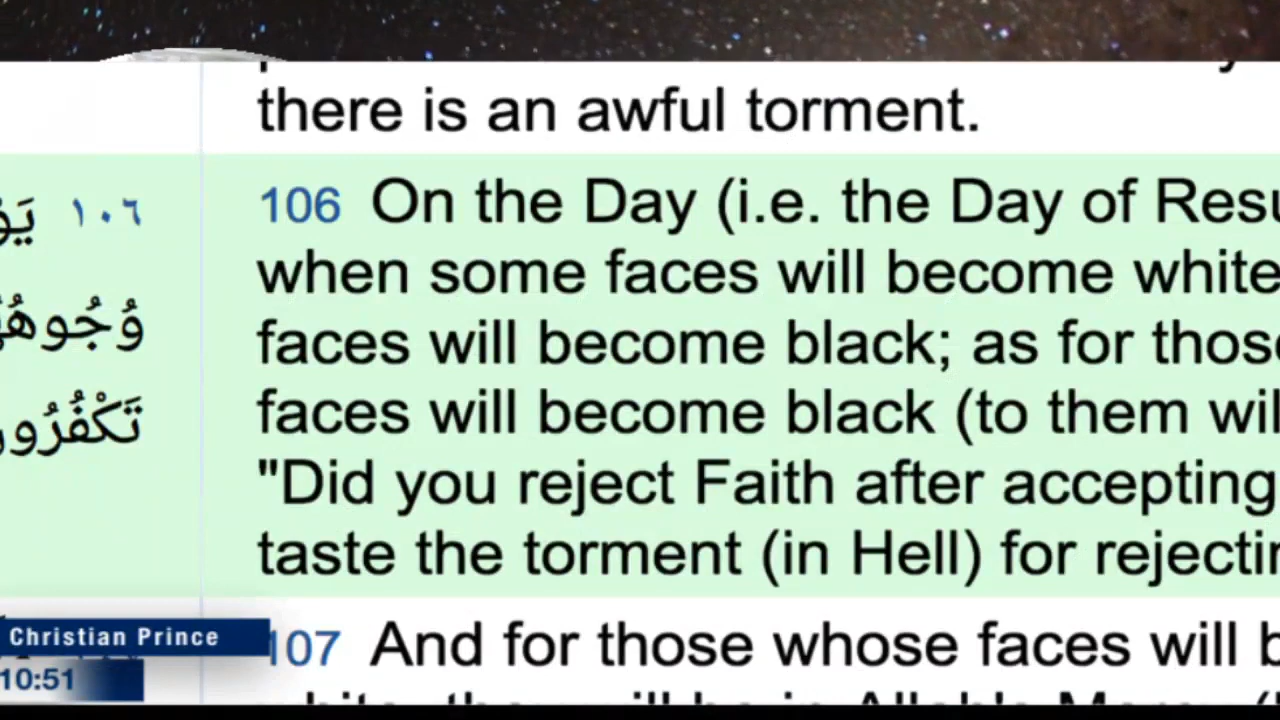 there is an awful torment.
١٠٦
106 On the Day (i.e. the Day of
when some faces will become white
faces will become black; as for
faces will become black (to them
"Did you reject Faith after accepting
taste the torment (in Hell) for
107 And for those whose faces will
Christian Prince
10:51